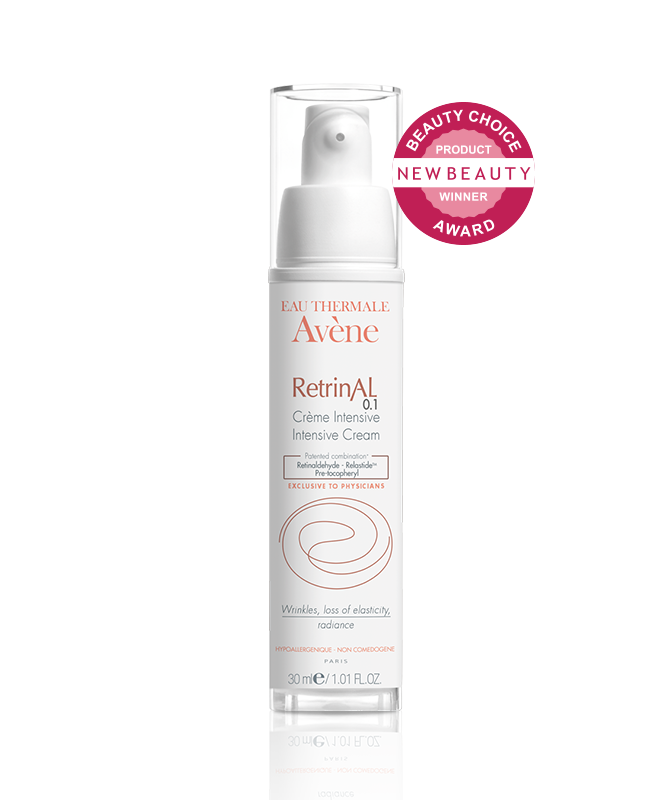 BEAUTY CHOICE
PRODUCT
NEWBEAUTY
WINNER
AWARD
EAU THERMALE
Avène
RetrinAL
0.1
Crème Intensive
Intensive Cream
Patented combination*
Retinaldehyde - Relastide™
Pre-tocopheryl
EXCLUSIVE TO PHYSICIANS
Wrinkles, loss of elasticity,
radiance
HYPOALLERGENIQUE - NON COMEDOGENE
PARIS
30 ml ℮ / 1.01 FL.OZ.